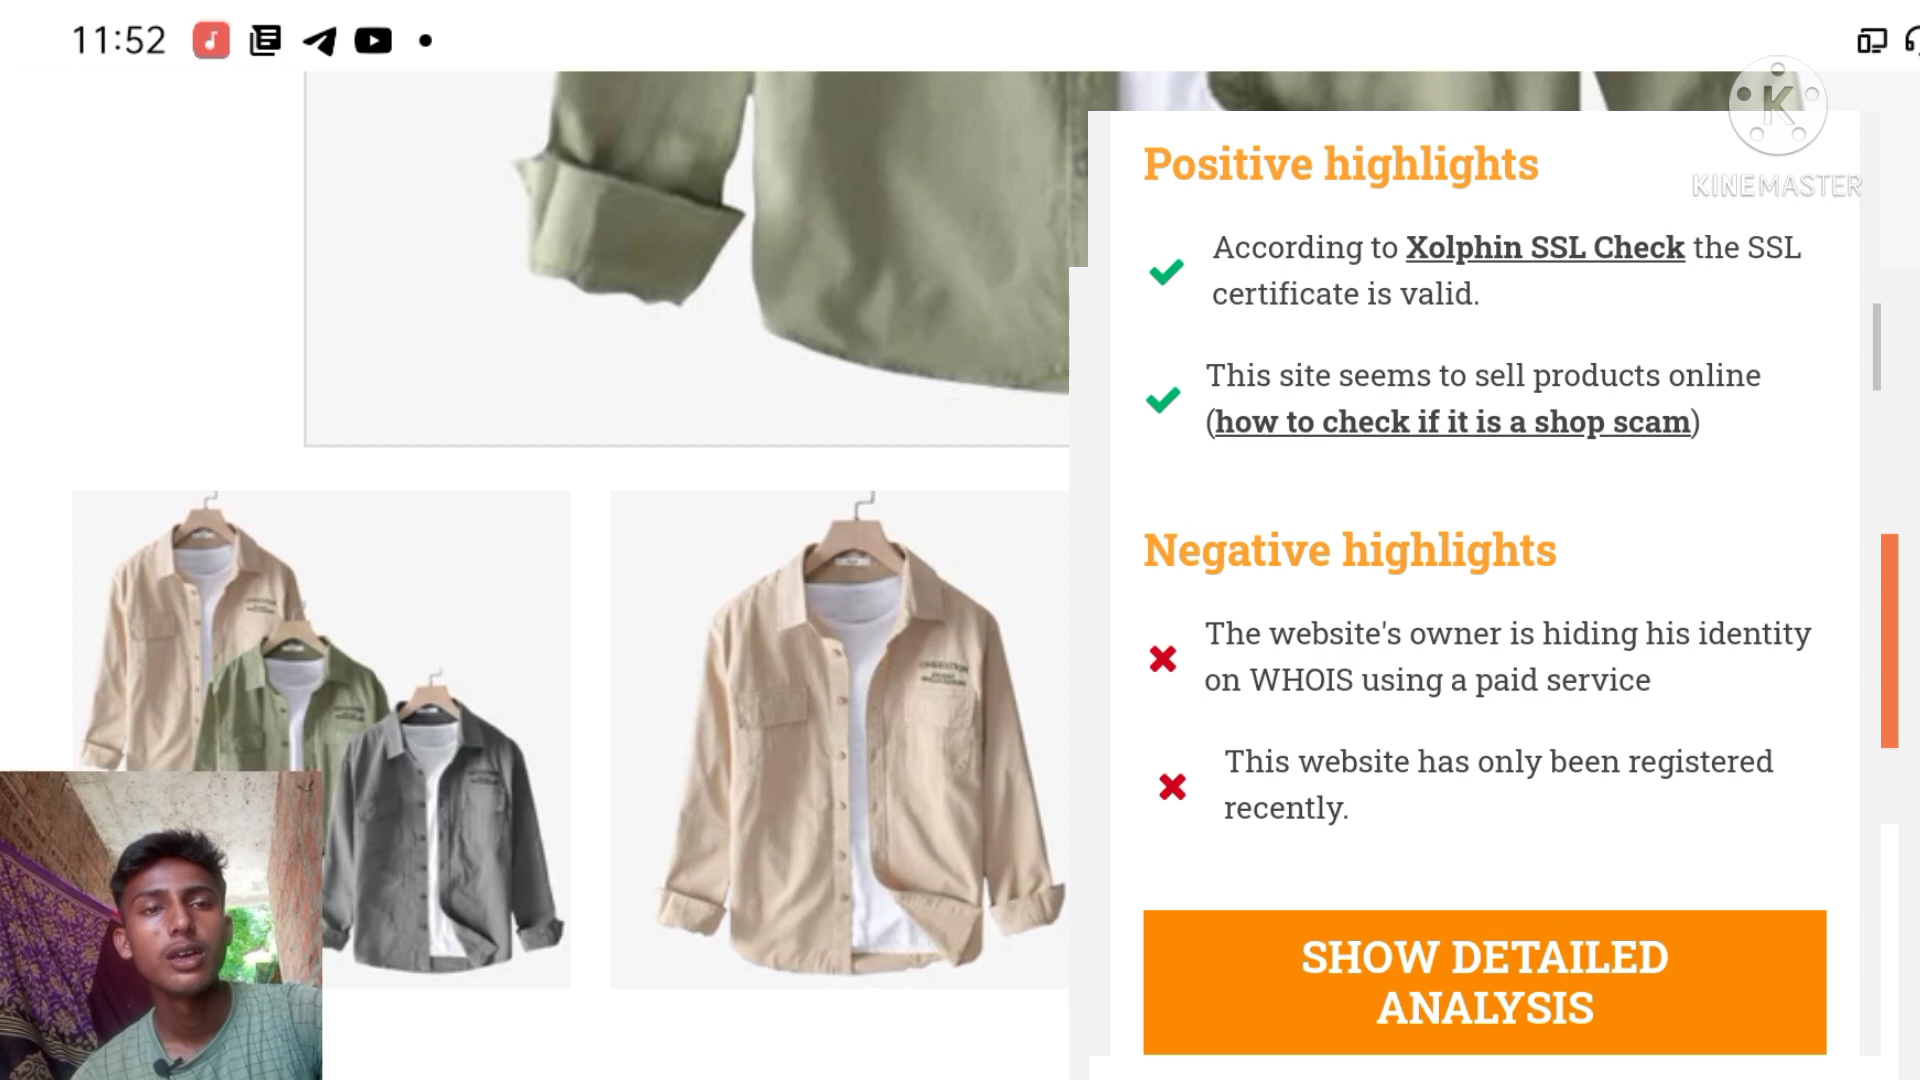 11:52
KINEMASTER
Positive highlights
According to Xolphin SSL Check the SSL
certificate is valid.
This site seems to sell products online
(how to check if it is a shop scam)
Negative highlights
The website's owner is hiding his identity
on WHOIS using a paid service
This website has only been registered
recently.
SHOW DETAILED
ANALYSIS